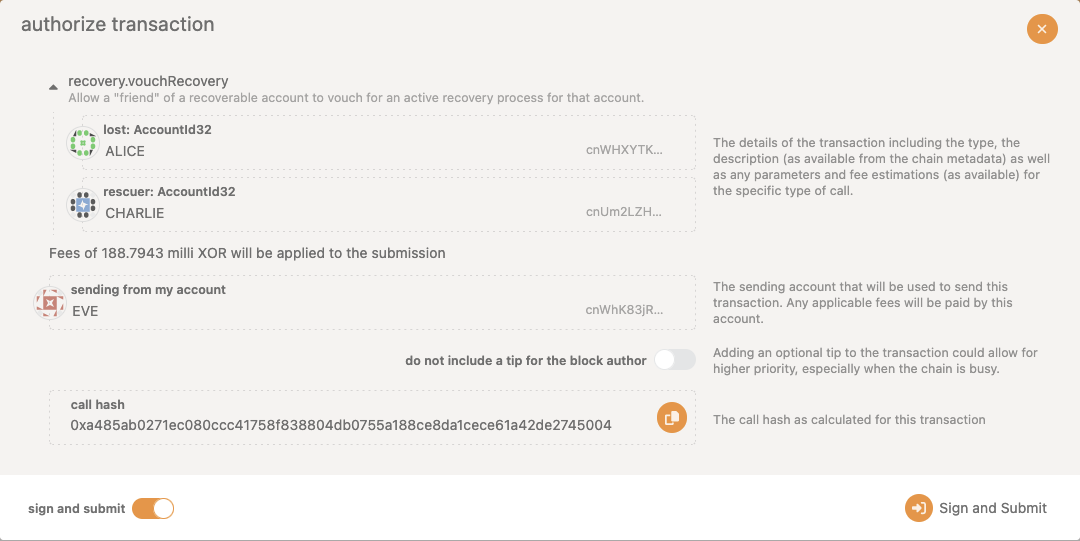 authorize transaction
recovery.vouchRecovery
Allow a "friend" of a recoverable account to vouch for an active recovery process for that account.
lost: AccountId32
ALICE
cnWHXYTK...
rescuer: AccountId32
CHARLIE
cnUm2LZH...
The details of the transaction including the type, the
description (as available from the chain metadata) as well
as any parameters and fee estimations (as available) for
the specific type of call.
Fees of 188.7943 milli XOR will be applied to the submission
sending from my account
EVE
cnWhK83jR...
The sending account that will be used to send this
transaction. Any applicable fees will be paid by this
account.
do not include a tip for the block author
Adding an optional tip to the transaction could allow for
higher priority, especially when the chain is busy.
call hash
0xa485ab0271ec080ccc41758f838804db0755a188ce8da1cece61a42de2745004
The call hash as calculated for this transaction
sign and submit
Sign and Submit